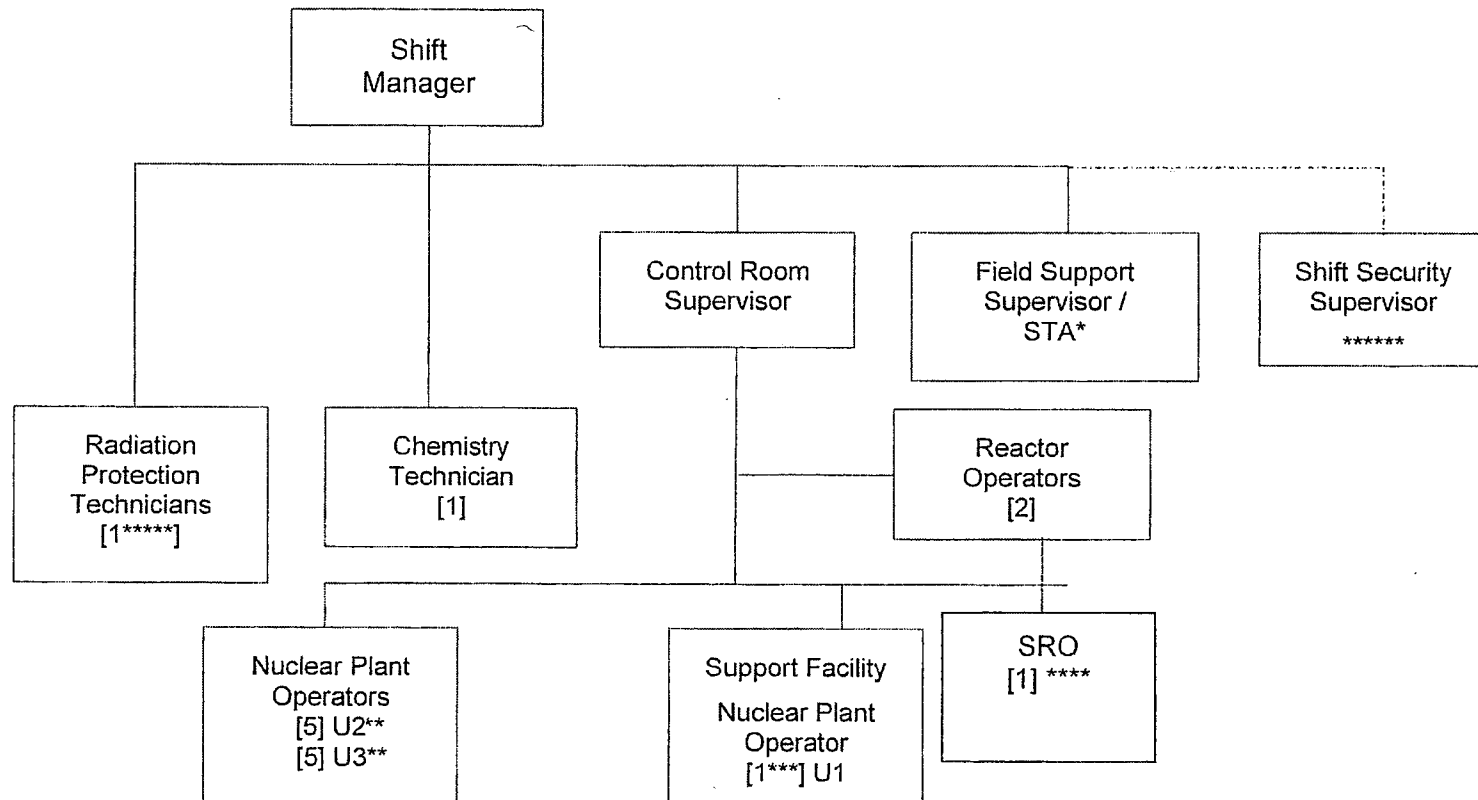 Shift
Manager
Control Room
Supervisor
Field Support
Supervisor /
STA*
Shift Security
Supervisor
******
Radiation
Protection
Technicians
[1*****]
Chemistry
Technician
[1]
Reactor
Operators
[2]
Nuclear Plant
Operators
[5] U2**
[5] U3**
Support Facility
Nuclear Plant
Operator
[1***] U1
SRO
[1] ****